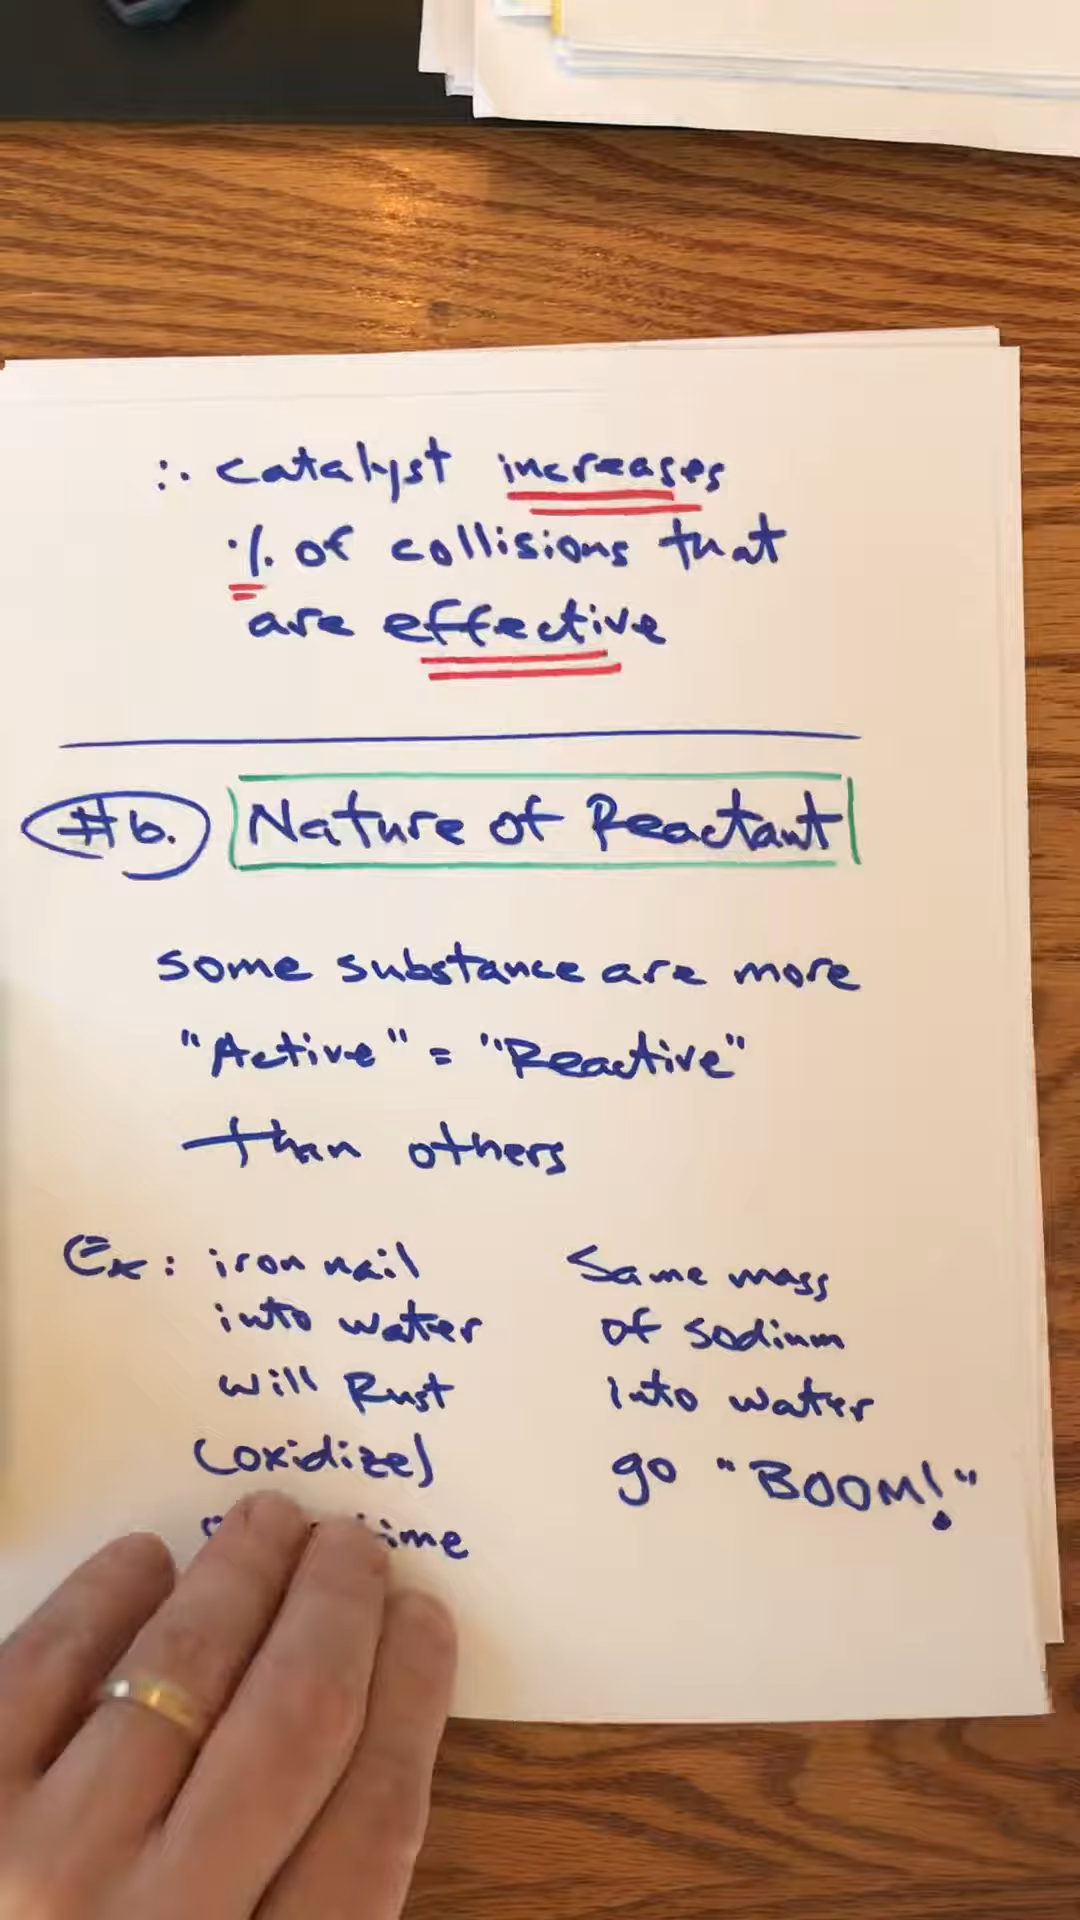 ∴ catalyst increases
% of collisions that
are effective
#6. Nature of Reactant
some substance are more
"Active" = "Reactive"
than others
Ex: iron nail
into water
will Rust
(oxidize)
time
Same mass
of sodium
into water
go "BOOM!"